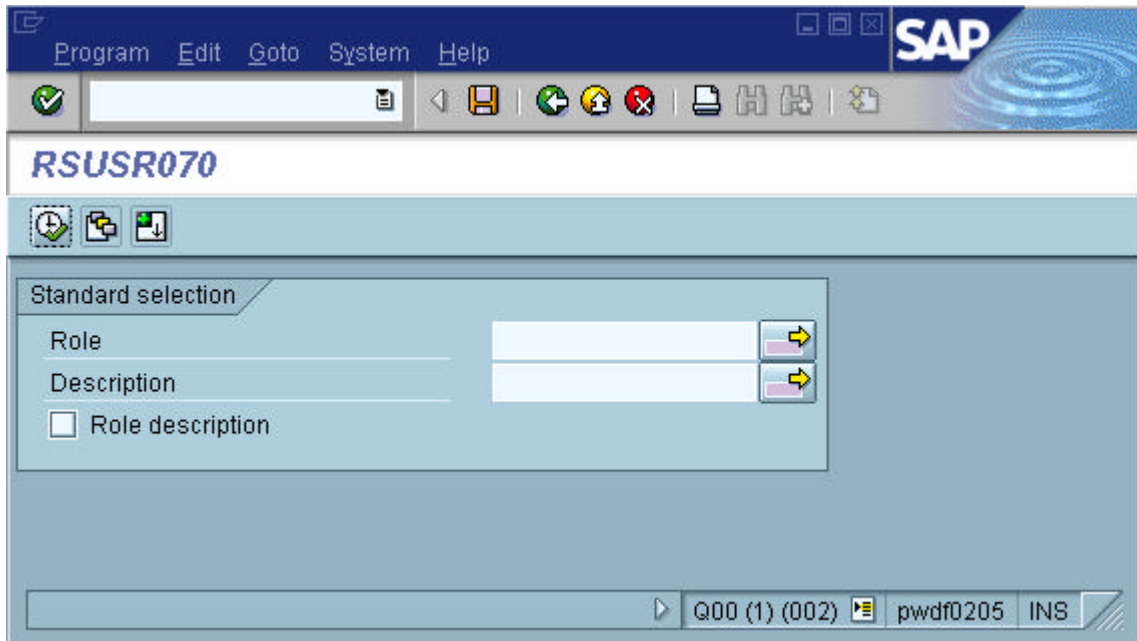 Program Edit Goto System Help
SAP
RSUSR070
Standard selection
Role
Description
Role description
Q00 (1) (002) pwdf0205 INS